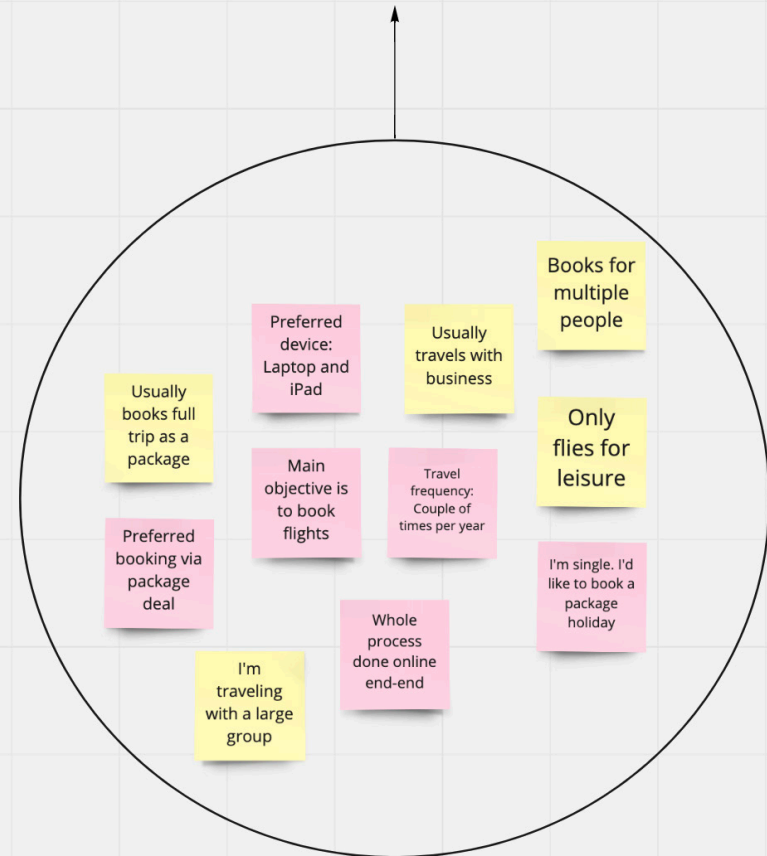 Books for
multiple
people
Preferred
device:
Laptop and
iPad
Usually
travels with
business
Usually
books full
trip as a
package
Only
flies for
leisure
Main
objective is
to book
flights
Travel
frequency:
Couple of
times per year
Preferred
booking via
package
deal
I'm single. I'd
like to book a
package
holiday
Whole
process
done online
end-end
I'm
traveling
with a large
group